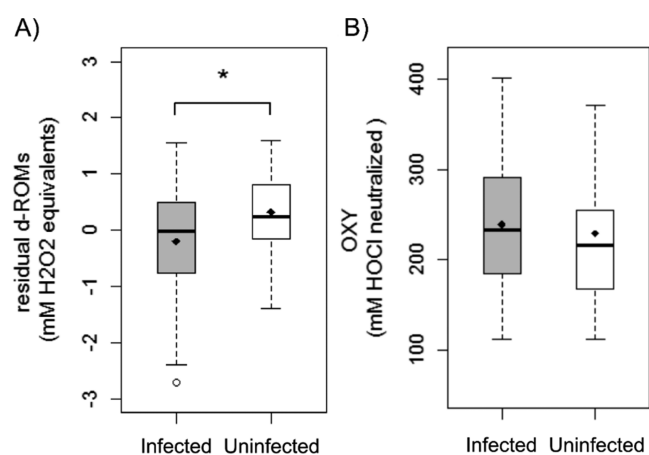 A)
B)
residual d-ROMs
(mM H2O2 equivalents)
3
2
1
0
-1
-2
-3
*
Infected Uninfected
OXY
(mM HOCl neutralized )
400
300
200
100
Infected Uninfected